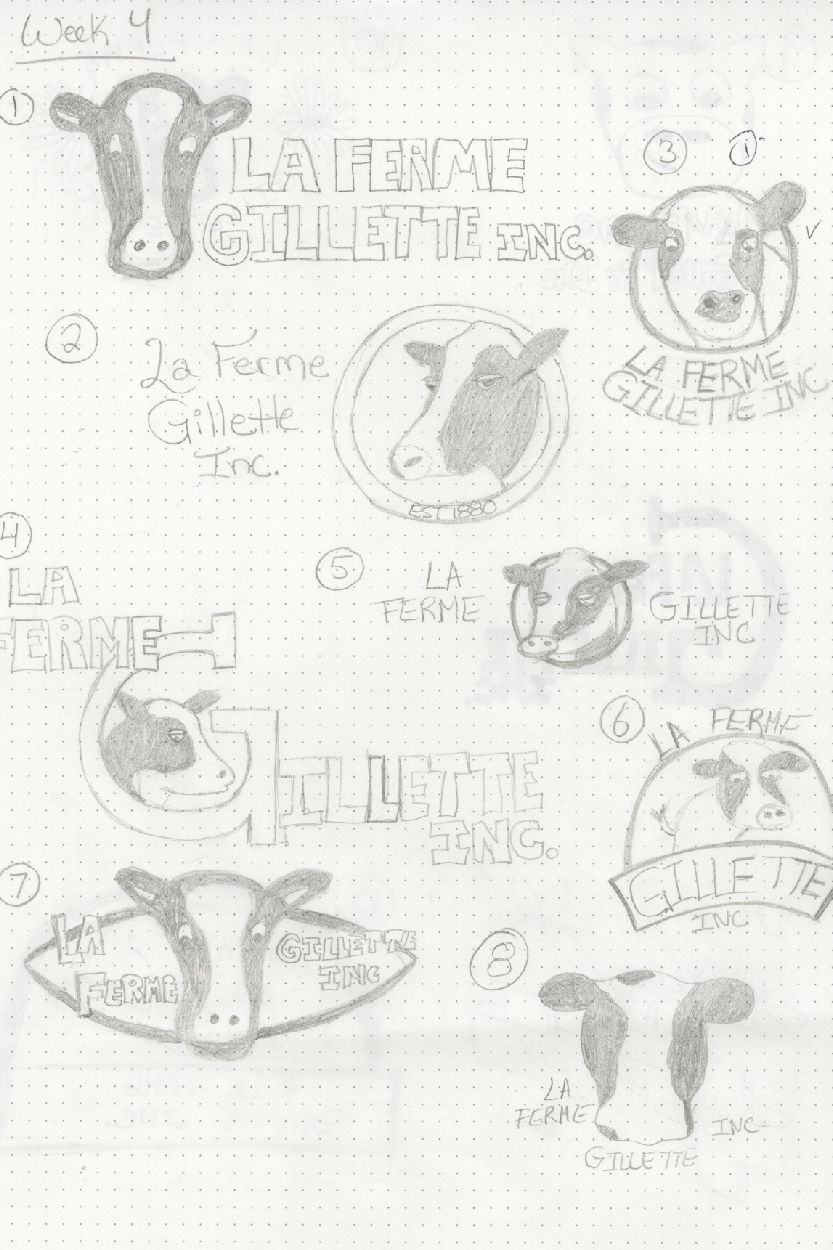 Week 4
1
LA FERME
GILLETTE INC.
3
1
LA FERME
GILLETTE INC.
2
La Ferme
Gillette
Inc.
EST 1880
4
LA
FERME
GILLETTE
INC.
5
LA
FERME
GILLETTE
INC
6
LA FERME
GILLETTE
INC
7
LA
FERME
GILLETTE
INC
8
LA
FERME
GILLETTE
INC